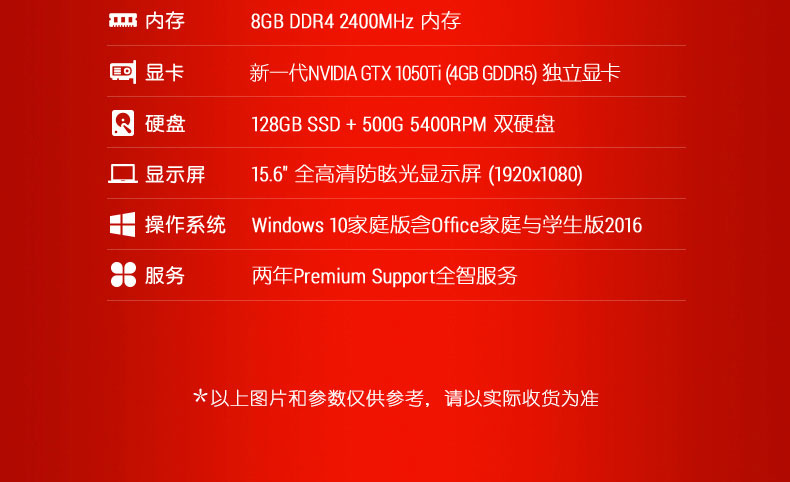 内存 8GB DDR4 2400MHz 内存
显卡 新一代NVIDIA GTX 1050Ti (4GB GDDR5) 独立显卡
硬盘 128GB SSD + 500G 5400RPM 双硬盘
显示屏 15.6" 全高清防眩光显示屏 (1920x1080)
操作系统 Windows 10家庭版含Office家庭与学生版2016
服务 两年Premium Support全智服务
*以上图片和参数仅供参考，请以实际收货为准